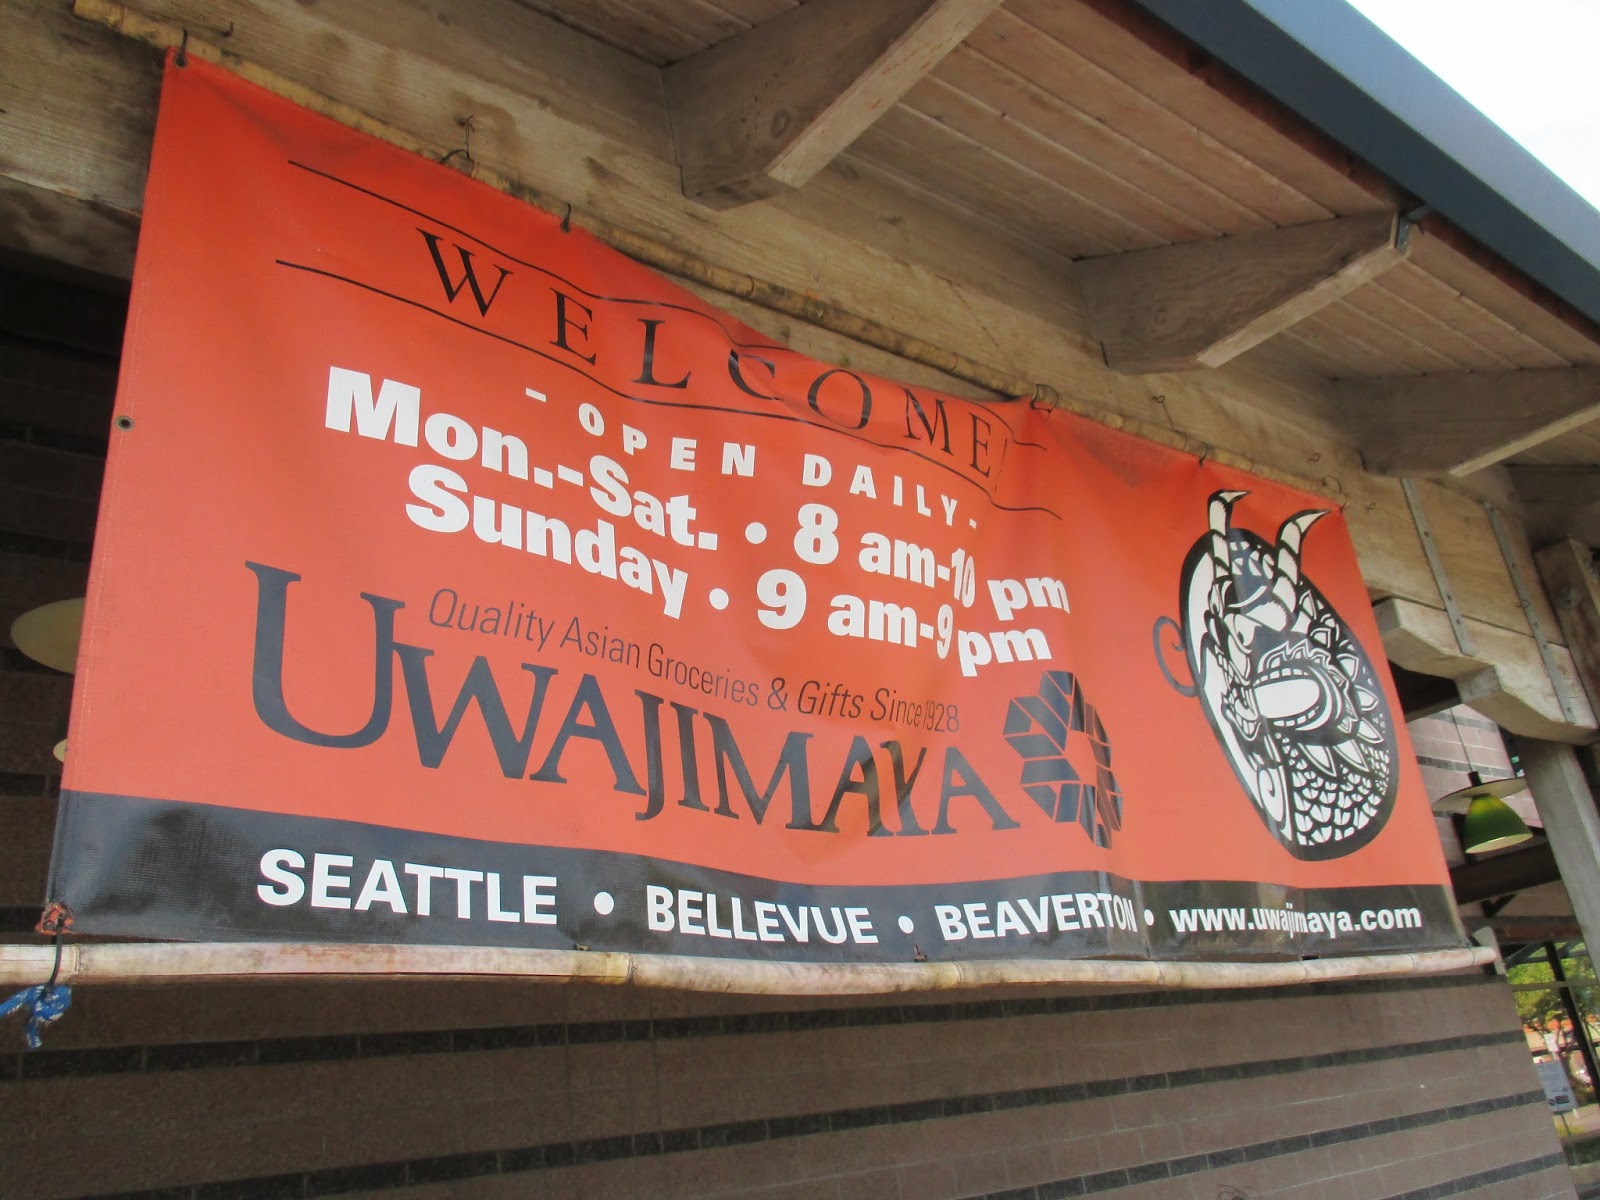 WELCOME!
- OPEN DAILY -
Mon.-Sat. • 8 am-10 pm
Sunday • 9 am-9 pm
Quality Asian Groceries & Gifts Since 1928
UWAJIMAYA
SEATTLE • BELLEVUE • BEAVERTON • www.uwajimaya.com